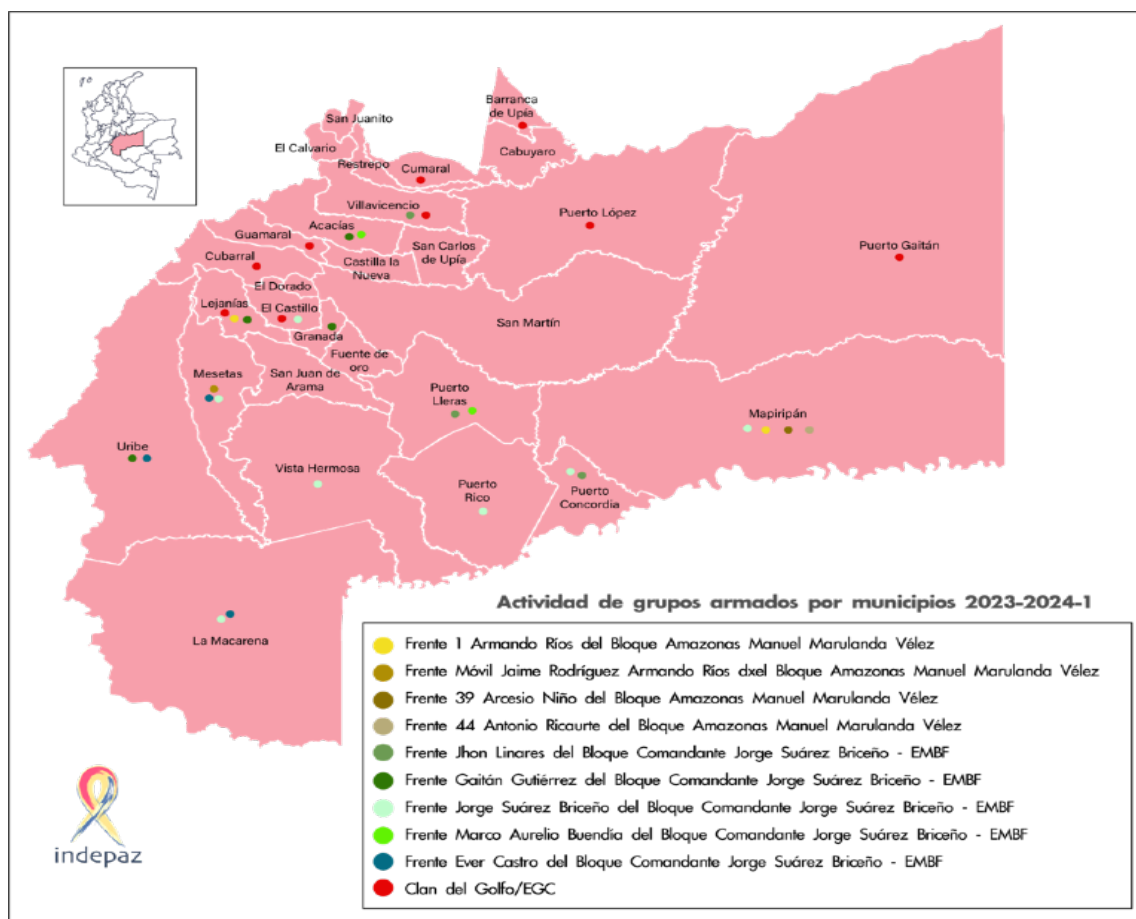 Barranca
de Upía
San Juanito
El Calvario
Cabuyaro
Restrepo
Cumaral
Villavicencio
Puerto López
Acacías
Guamaral
San Carlos
de Upía
Puerto Gaitán
Cubarral
Castilla la
Nueva
El Dorado
Lejanías
El Castillo
San Martín
Granada
Fuente de
oro
Mesetas
San Juan de
Arama
Puerto
Lleras
Mapiripán
Uribe
Vista Hermosa
Puerto
Rico
Puerto
Concordia
La Macarena
Actividad de grupos armados por municipios 2023-2024-1
Frente 1 Armando Ríos del Bloque Amazonas Manuel Marulanda Vélez
Frente Móvil Jaime Rodríguez Armando Ríos dxel Bloque Amazonas Manuel Marulanda Vélez
Frente 39 Arcesio Niño del Bloque Amazonas Manuel Marulanda Vélez
Frente 44 Antonio Ricaurte del Bloque Amazonas Manuel Marulanda Vélez
Frente Jhon Linares del Bloque Comandante Jorge Suárez Briceño - EMBF
Frente Gaitán Gutiérrez del Bloque Comandante Jorge Suárez Briceño - EMBF
Frente Jorge Suárez Briceño del Bloque Comandante Jorge Suárez Briceño - EMBF
Frente Marco Aurelio Buendía del Bloque Comandante Jorge Suárez Briceño - EMBF
Frente Ever Castro del Bloque Comandante Jorge Suárez Briceño - EMBF
Clan del Golfo/EGC
indepaz